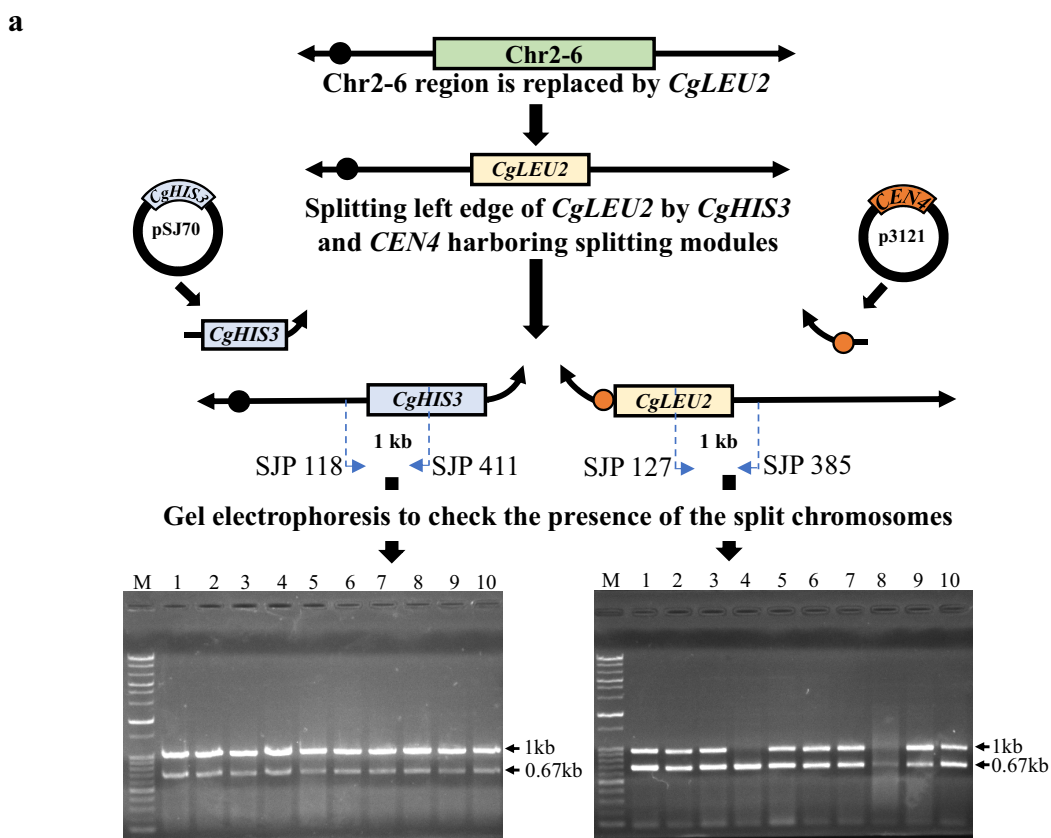 a
Chr2-6
Chr2-6 region is replaced by CgLEU2
CgLEU2
CgHIS3
pSJ70
Splitting left edge of CgLEU2 by CgHIS3
and CEN4 harboring splitting modules
CEN4
p3121
CgHIS3
CgHIS3
CgLEU2
1 kb
1 kb
SJP 118
SJP 411
SJP 127
SJP 385
Gel electrophoresis to check the presence of the split chromosomes
M 1 2 3 4 5 6 7 8 9 10
1kb
0.67kb
M 1 2 3 4 5 6 7 8 9 10
1kb
0.67kb